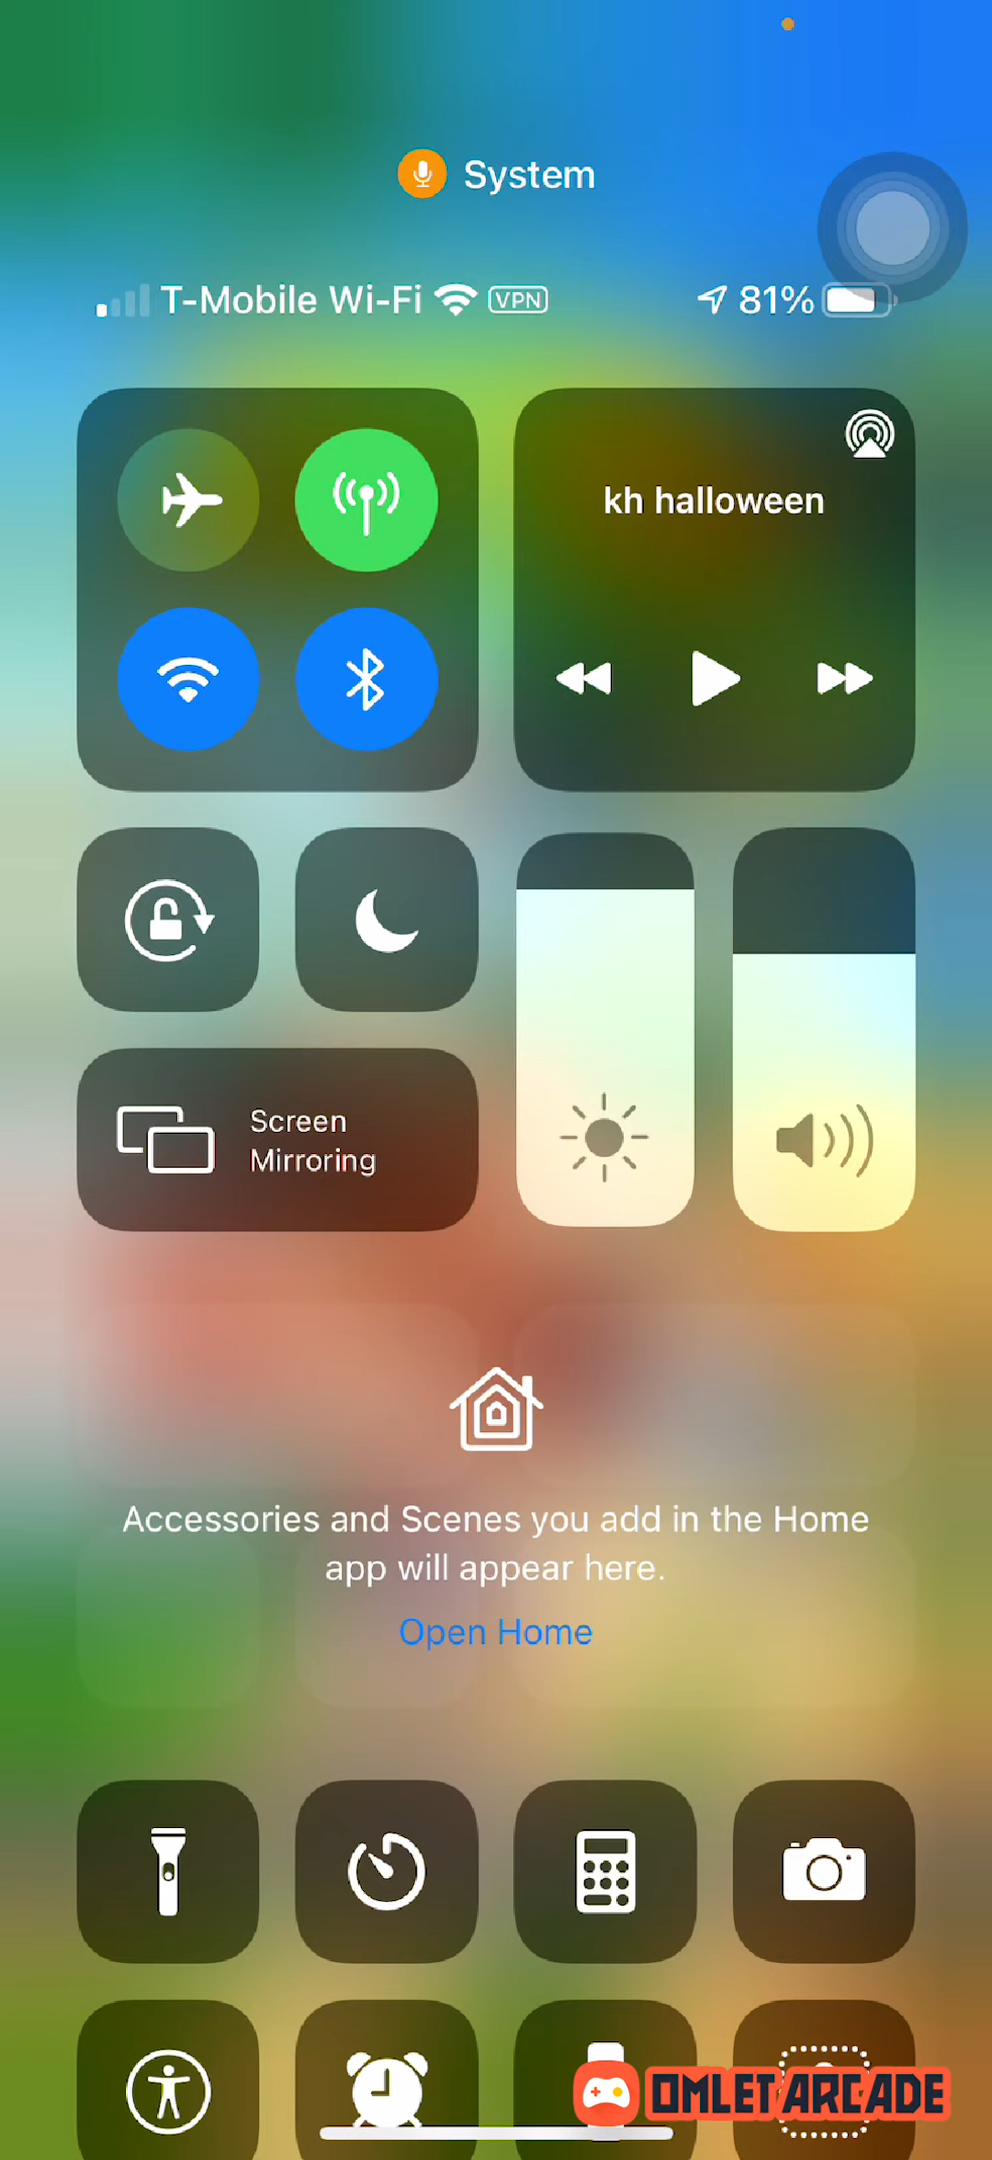 System
T-Mobile Wi-Fi VPN 81%
kh halloween
Screen
Mirroring
Accessories and Scenes you add in the Home
app will appear here.
Open Home
OMLET ARCADE